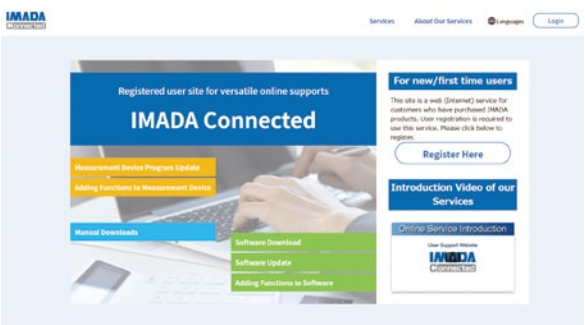 IMADA
Connected
Services About Our Services Languages Login
Registered user site for versatile online supports
IMADA Connected
Measurement Device Program Update
Adding Functions to Measurement Device
Manual Downloads
Software Download
Software Update
Adding Functions to Software
For new/first time users
This site is a web (Internet) service for
customers who have purchased IMADA
products. User registration is required to
use this service. Please click below to
register.
Register Here
Introduction Video of our
Services
Online Service Introduction
User Support Website
IMADA
Connected